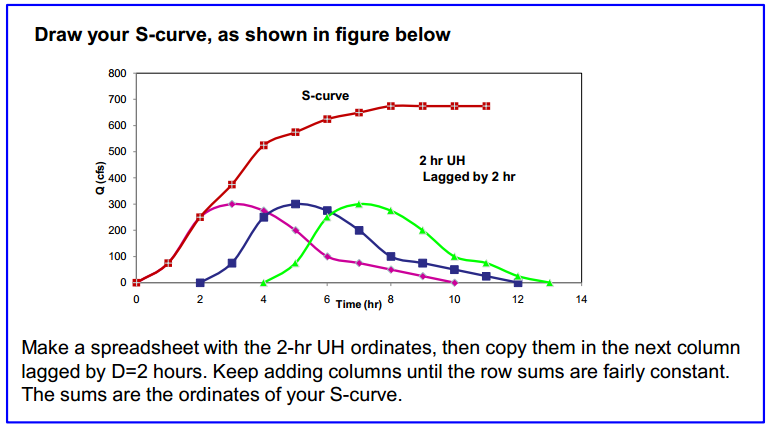 Draw your S-curve, as shown in figure below
800
700
600
500
400
300
200
100
0
Q (cfs)
S-curve
2 hr UH
Lagged by 2 hr
0 2 4 6 8 10 12 14
Time (hr)
Make a spreadsheet with the 2-hr UH ordinates, then copy them in the next column
lagged by D=2 hours. Keep adding columns until the row sums are fairly constant.
The sums are the ordinates of your S-curve.